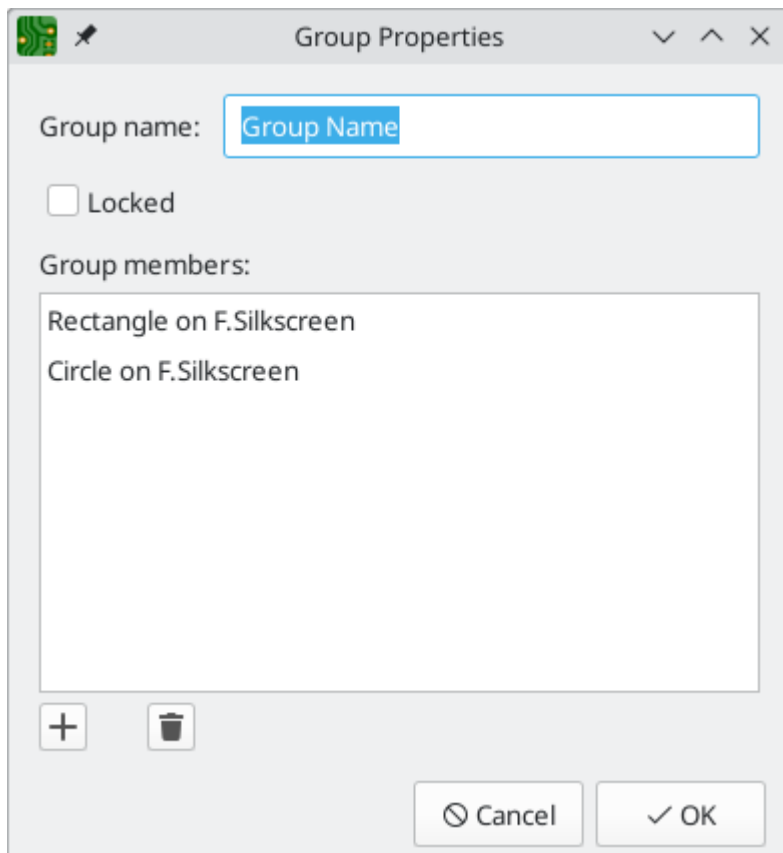 Group Properties
Group name: Group Name
Locked
Group members:
Rectangle on F.Silkscreen
Circle on F.Silkscreen
Cancel OK